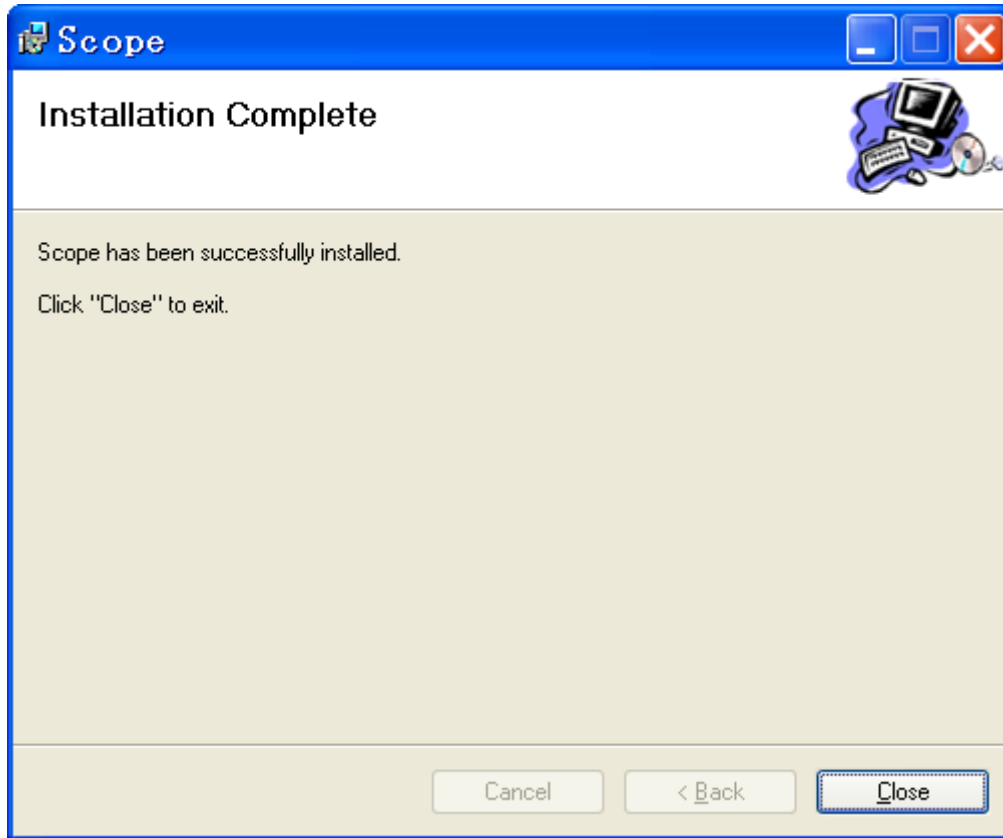 Scope
Installation Complete
Scope has been successfully installed.
Click "Close" to exit.
Cancel
< Back
Close